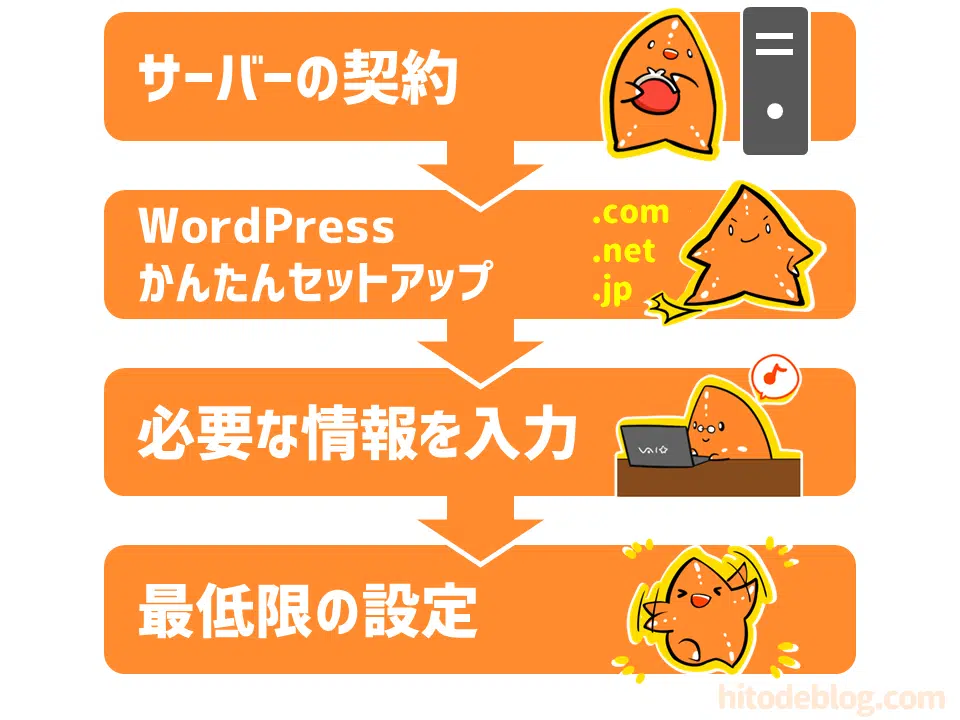 サーバーの契約
WordPress
かんたんセットアップ
.com
.net
.jp
必要な情報を入力
VAIO
最低限の設定
hitodeblog.com